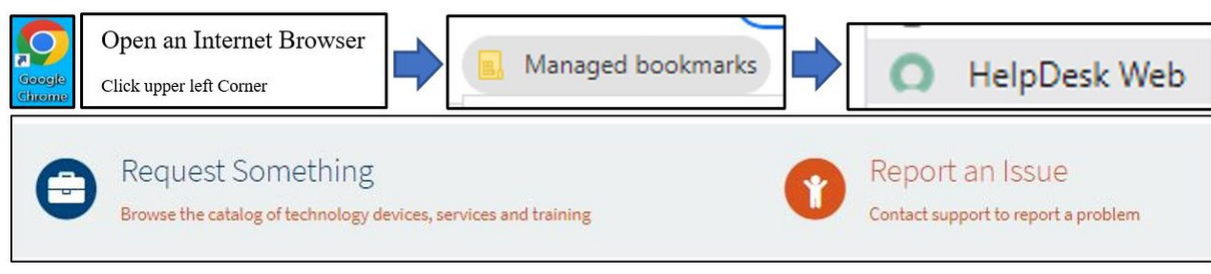 Google
Chrome
Open an Internet Browser
Click upper left Corner
Managed bookmarks
HelpDesk Web
Request Something
Browse the catalog of technology devices, services and training
Report an Issue
Contact support to report a problem